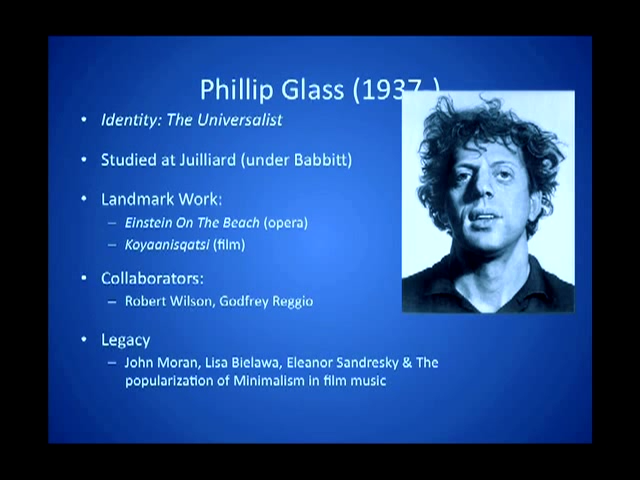 Phillip Glass (1937-)
• Identity: The Universalist
• Studied at Juilliard (under Babbitt)
• Landmark Work:
– Einstein On The Beach (opera)
– Koyaanisqatsi (film)
• Collaborators:
– Robert Wilson, Godfrey Reggio
• Legacy
– John Moran, Lisa Bielawa, Eleanor Sandresky & The
popularization of Minimalism in film music